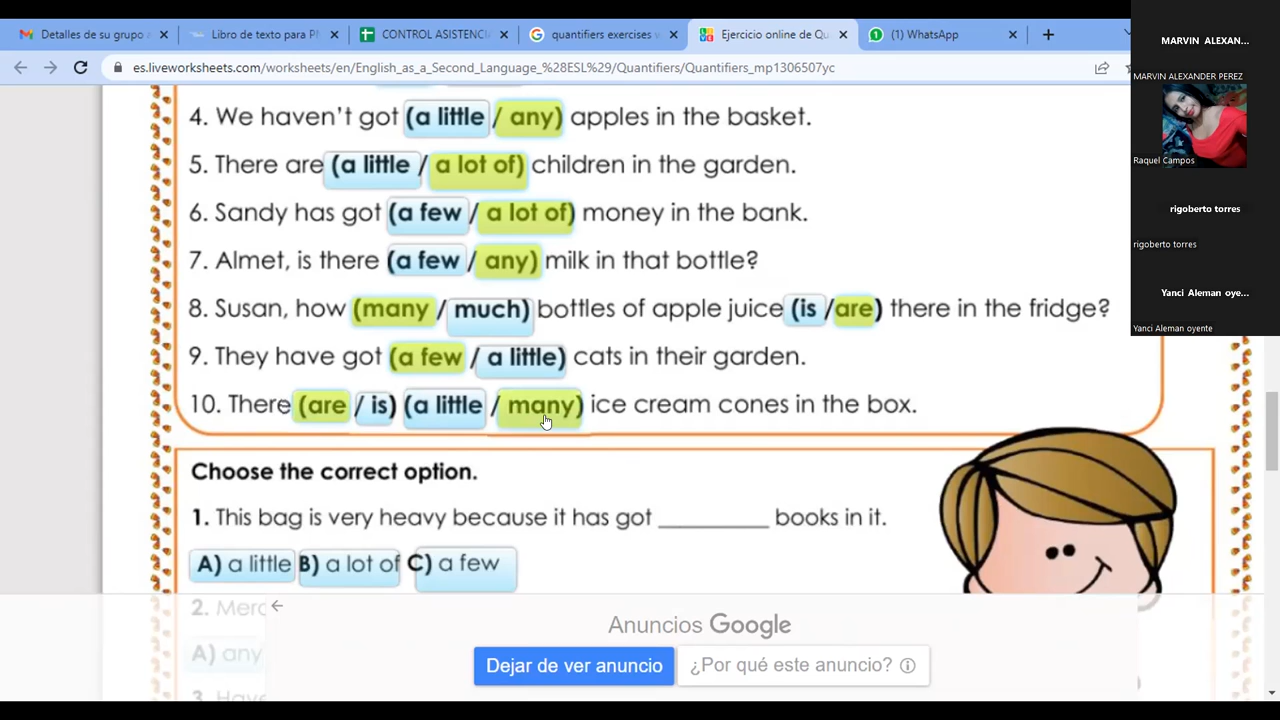 Detalles de su grupo a
Libro de texto para PI
CONTROL ASISTENCI
quantifiers exercises v
Ejercicio online de Qu
(1) WhatsApp
es.liveworksheets.com/worksheets/en/English_as_a_Second_Language_%28ESL%29/Quantifiers/Quantifiers_mp1306507yc
MARVIN ALEXAN...
MARVIN ALEXANDER PEREZ
Raquel Campos
rigoberto torres
rigoberto torres
Yanci Aleman oye...
Yanci Aleman oyente
4. We haven't got (a little / any) apples in the basket.
5. There are (a little / a lot of) children in the garden.
6. Sandy has got (a few / a lot of) money in the bank.
7. Almet, is there (a few / any) milk in that bottle?
8. Susan, how (many / much) bottles of apple juice (is /are) there in the fridge?
9. They have got (a few / a little) cats in their garden.
10. There (are / is) (a little / many) ice cream cones in the box.
Choose the correct option.
1. This bag is very heavy because it has got __________ books in it.
A) a little B) a lot of C) a few
2. Merc
A) any
3. Have
Anuncios Google
Dejar de ver anuncio
¿Por qué este anuncio?